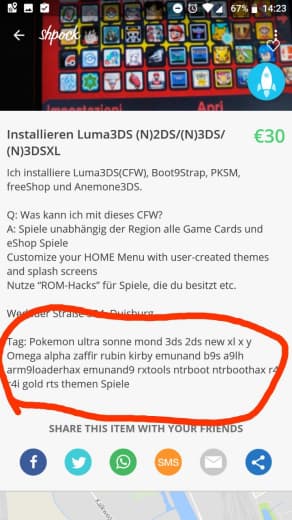 67% 14:23
shpock
Impostazioni Apri
Installieren Luma3DS (N)2DS/(N)3DS/
(N)3DSXL
€30
Ich installiere Luma3DS(CFW), Boot9Strap, PKSM,
freeShop und Anemone3DS.
Q: Was kann ich mit dieses CFW?
A: Spiele unabhängig der Region alle Game Cards und
eShop Spiele
Customize your HOME Menu with user-created themes
and splash screens
Nutze “ROM-Hacks” für Spiele, die du besitzt etc.
Straße Duisburg
Tag: Pokemon ultra sonne mond 3ds 2ds new xl x y
Omega alpha zaffir rubin kirby emunand b9s a9lh
arm9loaderhax emunand9 rxtools ntrboot ntrboothax r4
r4i gold rts themen Spiele
SHARE THIS ITEM WITH YOUR FRIENDS
SMS